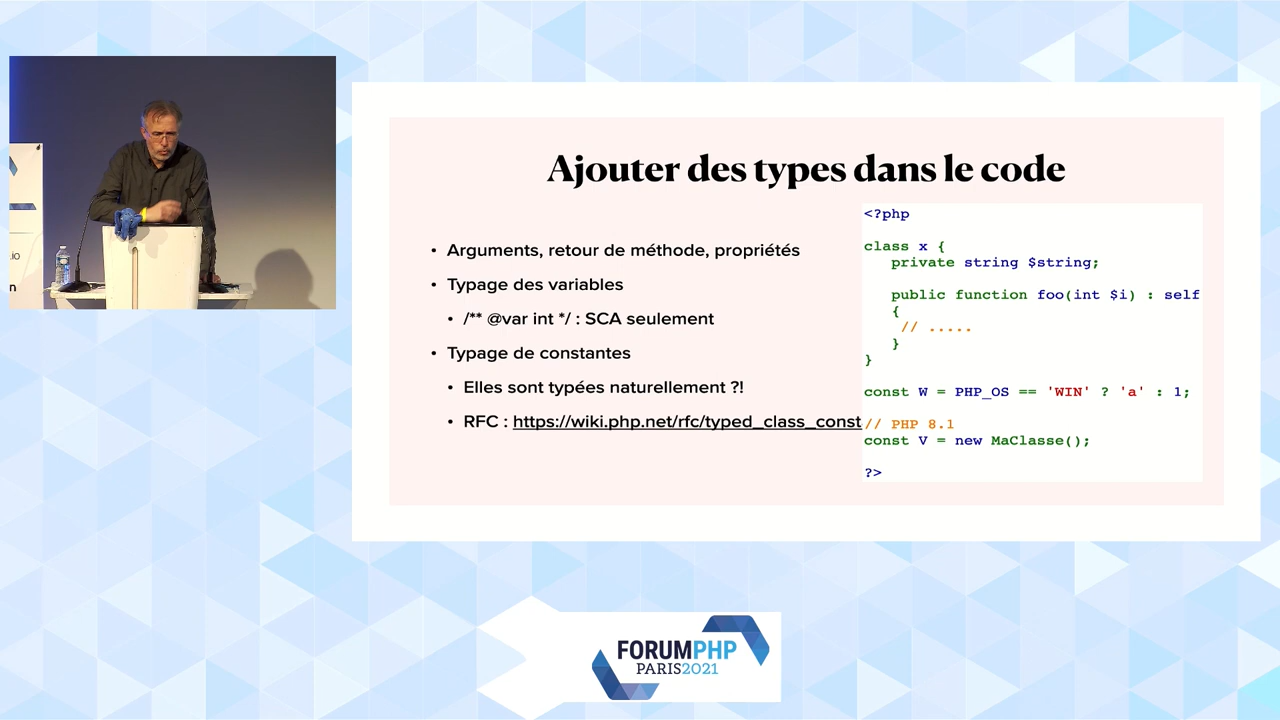 Ajouter des types dans le code
• Arguments, retour de méthode, propriétés
• Typage des variables
• /** @var int */ : SCA seulement
• Typage de constantes
• Elles sont typées naturellement ?!
• RFC : https://wiki.php.net/rfc/typed_class_const
<?php
class x {
private string $string;
public function foo(int $i) : self
{
// .....
}
}
const W = PHP_OS == 'WIN' ? 'a' : 1;
// PHP 8.1
const V = new MaClasse();
?>
.io
n
FORUMPHP
PARIS2021